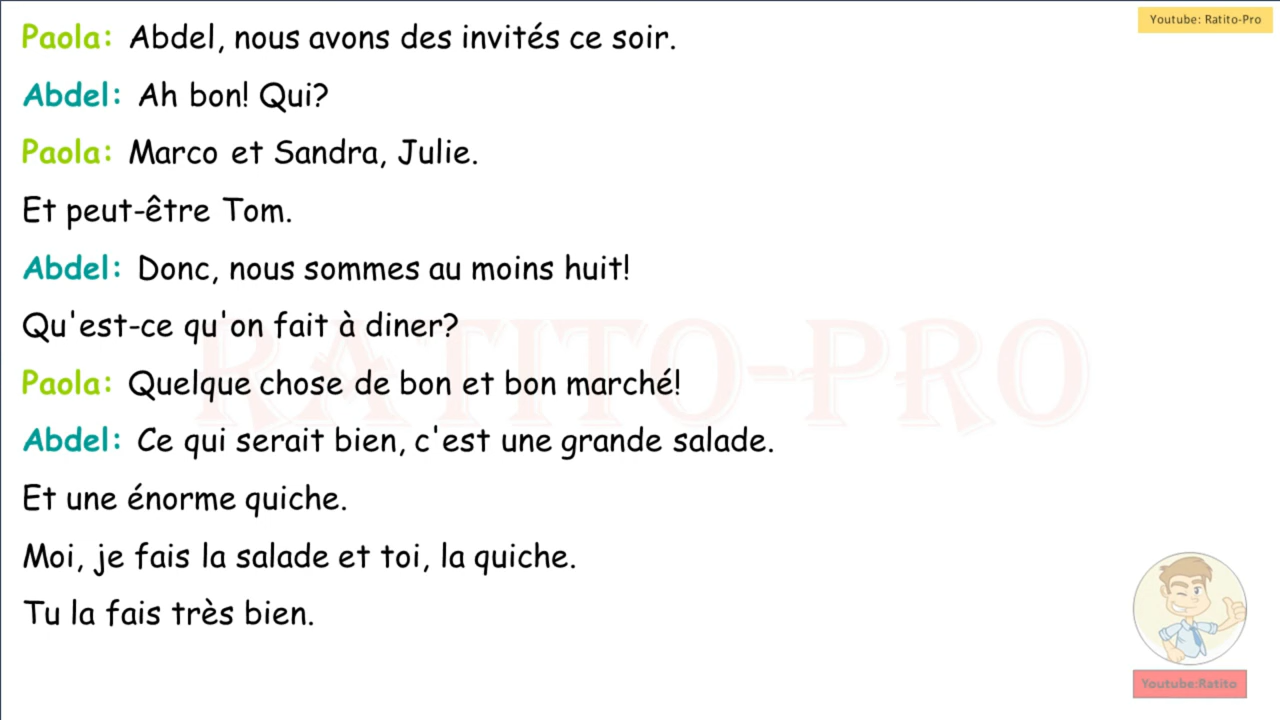 Youtube: Ratito-Pro
Paola: Abdel, nous avons des invités ce soir.
Abdel: Ah bon! Qui?
Paola: Marco et Sandra, Julie.
Et peut-être Tom.
Abdel: Donc, nous sommes au moins huit!
Qu'est-ce qu'on fait à diner?
Paola: Quelque chose de bon et bon marché!
Abdel: Ce qui serait bien, c'est une grande salade.
Et une énorme quiche.
Moi, je fais la salade et toi, la quiche.
Tu la fais très bien.
RATITO-PRO
Youtube:Ratito